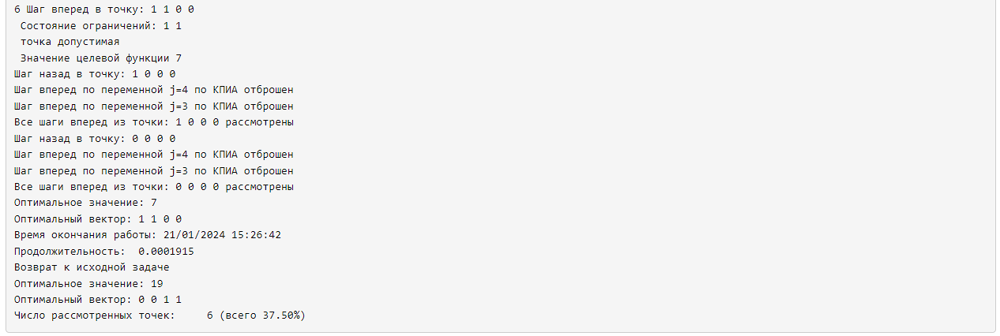 6 Шаг вперед в точку: 1 1 0 0
Состояние ограничений: 1 1
точка допустимая
Значение целевой функции 7
Шаг назад в точку: 1 0 0 0
Шаг вперед по переменной j=4 по КПИА отброшен
Шаг вперед по переменной j=3 по КПИА отброшен
Все шаги вперед из точки: 1 0 0 0 рассмотрены
Шаг назад в точку: 0 0 0 0
Шаг вперед по переменной j=4 по КПИА отброшен
Шаг вперед по переменной j=3 по КПИА отброшен
Все шаги вперед из точки: 0 0 0 0 рассмотрены
Оптимальное значение: 7
Оптимальный вектор: 1 1 0 0
Время окончания работы: 21/01/2024 15:26:42
Продолжительность: 0.0001915
Возврат к исходной задаче
Оптимальное значение: 19
Оптимальный вектор: 0 0 1 1
Число рассмотренных точек: 6 (всего 37.50%)